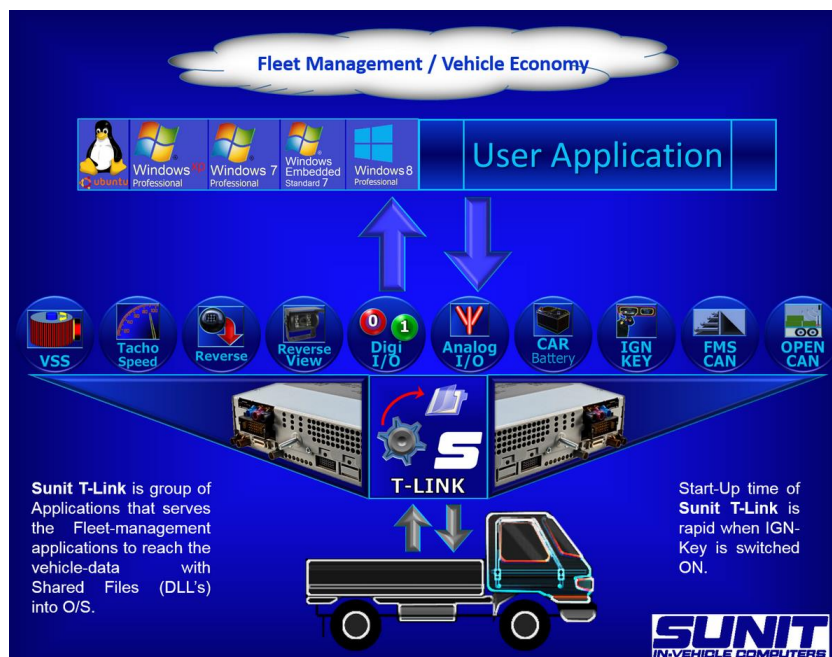 Fleet Management / Vehicle Economy
ubuntu
Windows xp
Professional
Windows 7
Professional
Windows
Embedded
Standard 7
Windows 8
Professional
User Application
VSS
Tacho
Speed
Reverse
Reverse
View
0
1
Digi
I/O
Analog
I/O
CAR
Battery
IGN
KEY
FMS
CAN
OPEN
CAN
S
T-LINK
Sunit T-Link is group of
Applications that serves
the Fleet-management
applications to reach the
vehicle-data with
Shared Files (DLL's)
into O/S.
Start-Up time of
Sunit T-Link is
rapid when IGN-
Key is switched
ON.
SUNIT
IN-VEHICLE COMPUTERS